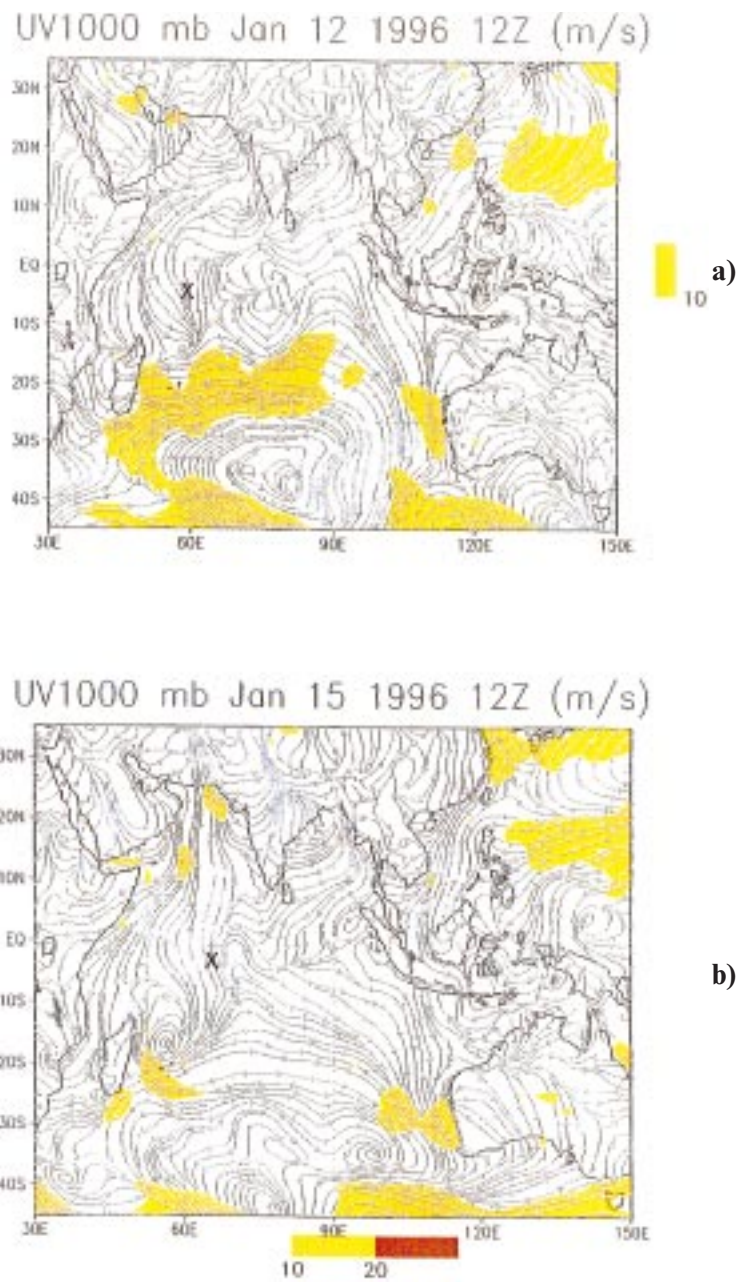 UV1000 mb Jan 12 1996 12Z (m/s)
30N
20N
10N
EQ
10S
20S
30S
40S
30E 60E 90E 120E 150E
X
10
a)
UV1000 mb Jan 15 1996 12Z (m/s)
30N
20N
10N
EQ
10S
20S
30S
40S
30E 60E 90E 120E 150E
X
10 20
b)